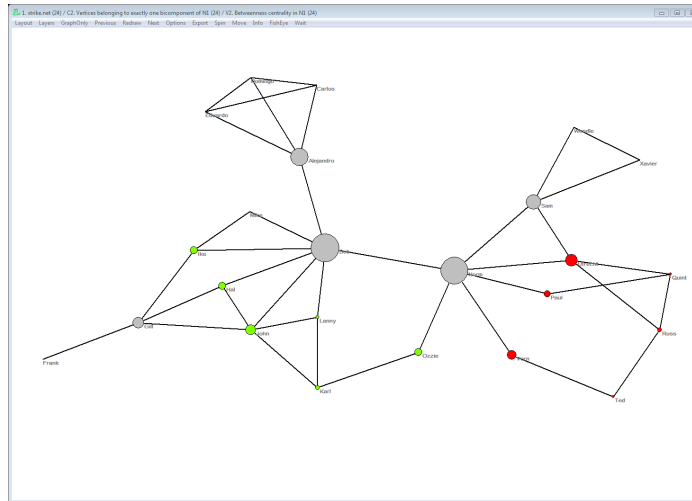 1. strike.net (24) / C2. Vertices belonging to exactly one bicomponent of N1 (24) / V2. Betweenness centrality in N1 (24)
Layout Layers GraphOnly Previous Redraw Next Options Export Spin Move Info FishEye Wait
Domingo
Carlos
Eduardo
Alejandro
Wendle
Xavier
Sam
Mike
Bob
Ike
Norm
Quint
Hal
Paul
Gill
Lanny
John
Russ
Ozzie
Vern
Frank
Karl
Ted